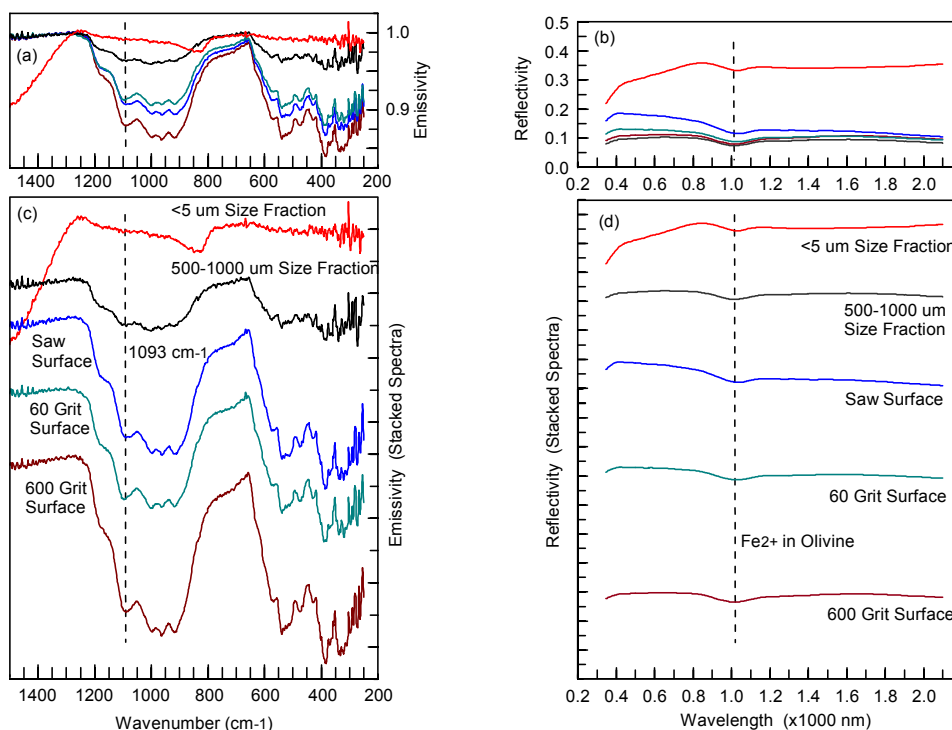 (a)
1.0
0.9
Emissivity
1400 1200 1000 800 600 400 200
(b)
Reflectivity
0.5
0.4
0.3
0.2
0.1
0.0
0.2 0.4 0.6 0.8 1.0 1.2 1.4 1.6 1.8 2.0
(c)
<5 um Size Fraction
500-1000 um Size Fraction
Saw
Surface
1093 cm-1
60 Grit
Surface
600 Grit
Surface
Emissivity (Stacked Spectra)
1400 1200 1000 800 600 400 200
Wavenumber (cm-1)
(d)
<5 um Size Fraction
500-1000 um
Size Fraction
Saw Surface
60 Grit Surface
Fe2+ in Olivine
600 Grit Surface
Reflectivity (Stacked Spectra)
0.2 0.4 0.6 0.8 1.0 1.2 1.4 1.6 1.8 2.0
Wavelength (x1000 nm)